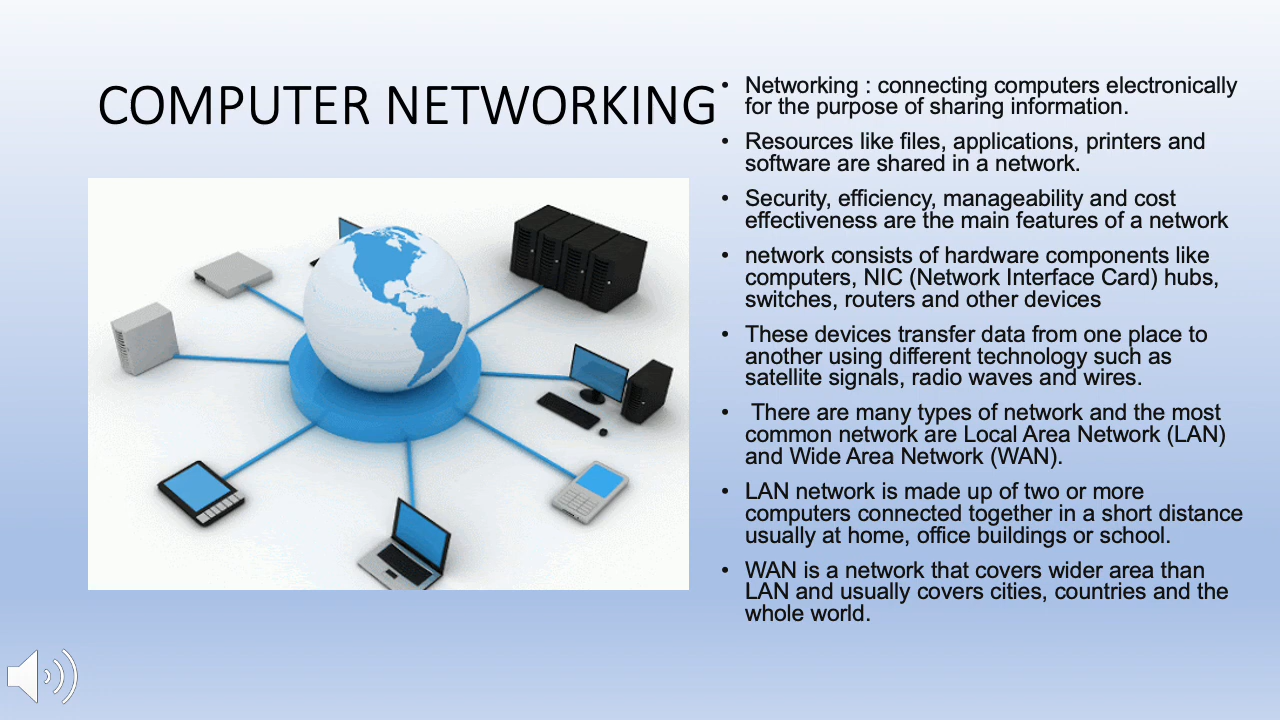 COMPUTER NETWORKING
• Networking : connecting computers electronically
for the purpose of sharing information.
• Resources like files, applications, printers and
software are shared in a network.
• Security, efficiency, manageability and cost
effectiveness are the main features of a network
• network consists of hardware components like
computers, NIC (Network Interface Card) hubs,
switches, routers and other devices
• These devices transfer data from one place to
another using different technology such as
satellite signals, radio waves and wires.
• There are many types of network and the most
common network are Local Area Network (LAN)
and Wide Area Network (WAN).
• LAN network is made up of two or more
computers connected together in a short distance
usually at home, office buildings or school.
• WAN is a network that covers wider area than
LAN and usually covers cities, countries and the
whole world.